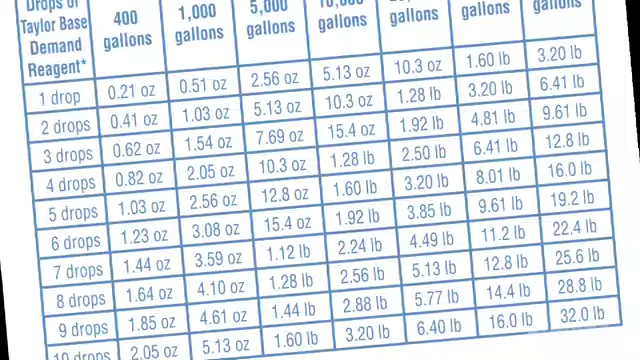 Drops of Taylor Base Demand Reagent* 400 gallons 1,000 gallons 5,000 gallons 10,000 gallons gallons gallons gallons
1 drop 0.21 oz 0.51 oz 2.56 oz 5.13 oz 10.3 oz 1.60 lb 3.20 lb
2 drops 0.41 oz 1.03 oz 5.13 oz 10.3 oz 1.28 lb 3.20 lb 6.41 lb
3 drops 0.62 oz 1.54 oz 7.69 oz 15.4 oz 1.92 lb 4.81 lb 9.61 lb
4 drops 0.82 oz 2.05 oz 10.3 oz 1.28 lb 2.50 lb 6.41 lb 12.8 lb
5 drops 1.03 oz 2.56 oz 12.8 oz 1.60 lb 3.20 lb 8.01 lb 16.0 lb
6 drops 1.23 oz 3.08 oz 15.4 oz 1.92 lb 3.85 lb 9.61 lb 19.2 lb
7 drops 1.44 oz 3.59 oz 1.12 lb 2.24 lb 4.49 lb 11.2 lb 22.4 lb
8 drops 1.64 oz 4.10 oz 1.28 lb 2.56 lb 5.13 lb 12.8 lb 25.6 lb
9 drops 1.85 oz 4.61 oz 1.44 lb 2.88 lb 5.77 lb 14.4 lb 28.8 lb
10 drops 2.05 oz 5.13 oz 1.60 lb 3.20 lb 6.40 lb 16.0 lb 32.0 lb